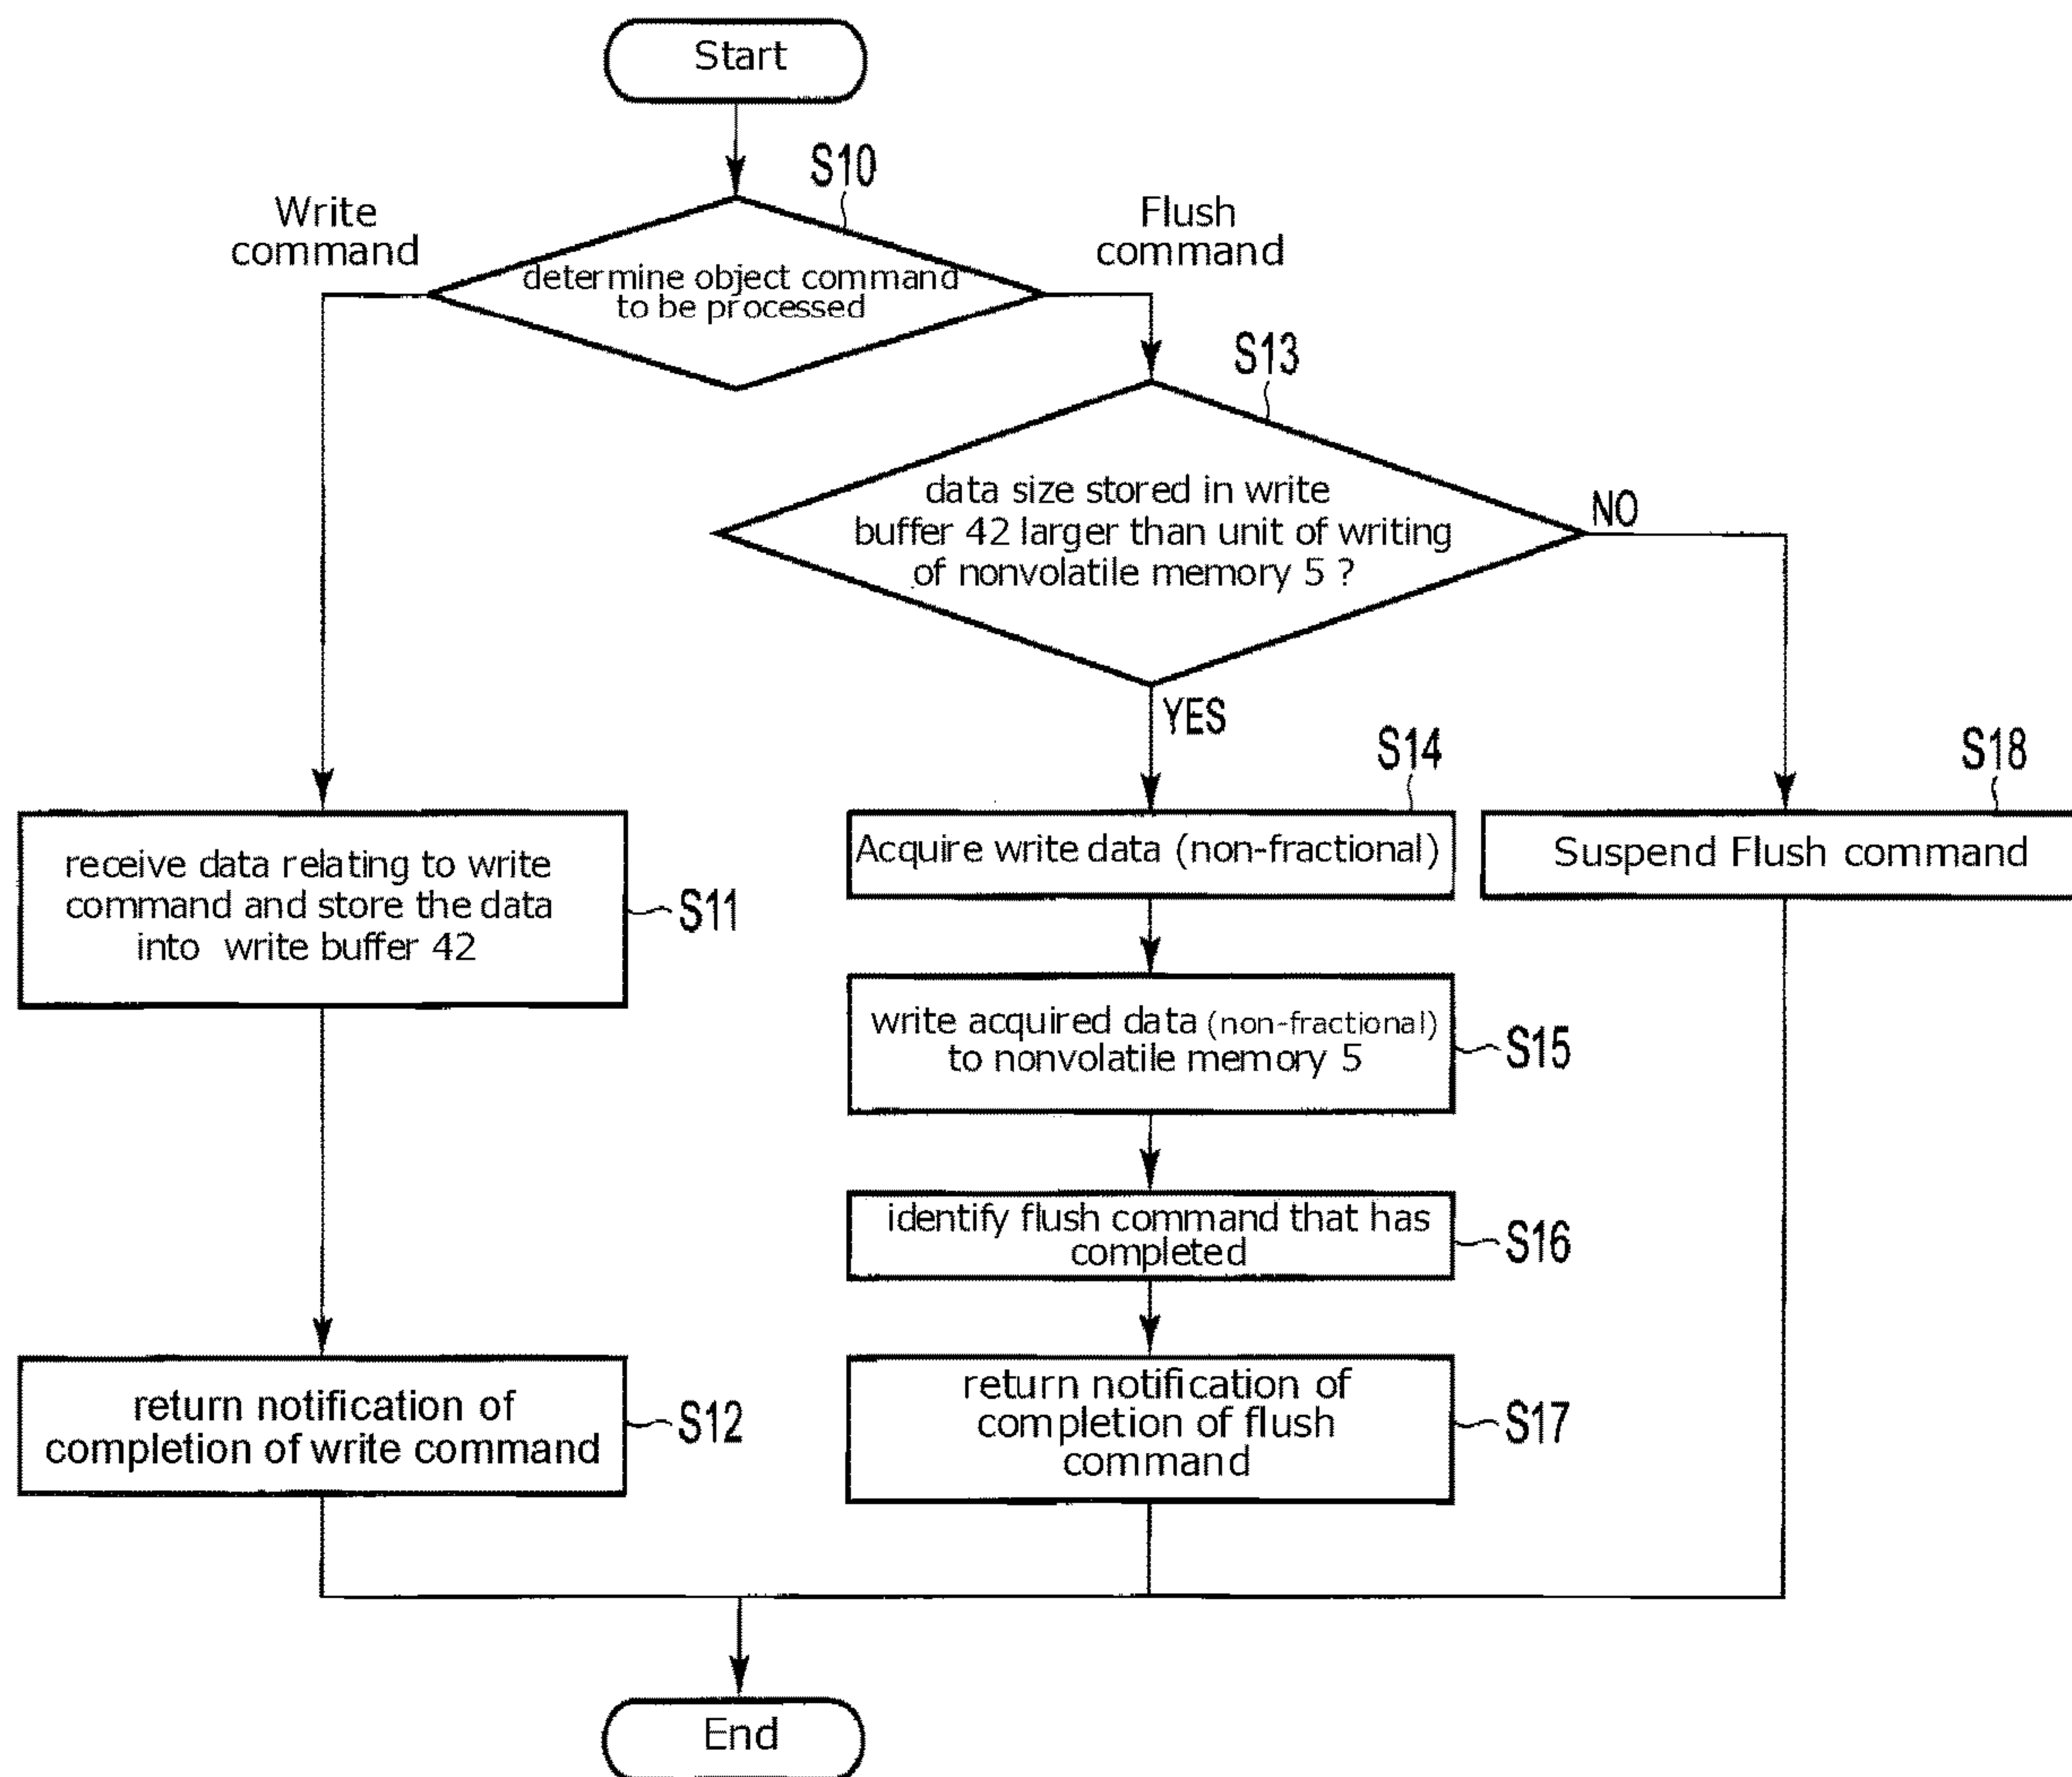 Start
S10
Write
command
Flush
command
determine object command
to be processed
S13
data size stored in write
buffer 42 larger than unit of writing
of nonvolatile memory 5 ?
NO
YES
S14
S18
receive data relating to write
command and store the data
into write buffer 42
S11
Acquire write data (non-fractional)
Suspend Flush command
write acquired data (non-fractional)
to nonvolatile memory 5
S15
identify flush command that has
completed
S16
return notification of
completion of write command
S12
return notification of
completion of flush
command
S17
End